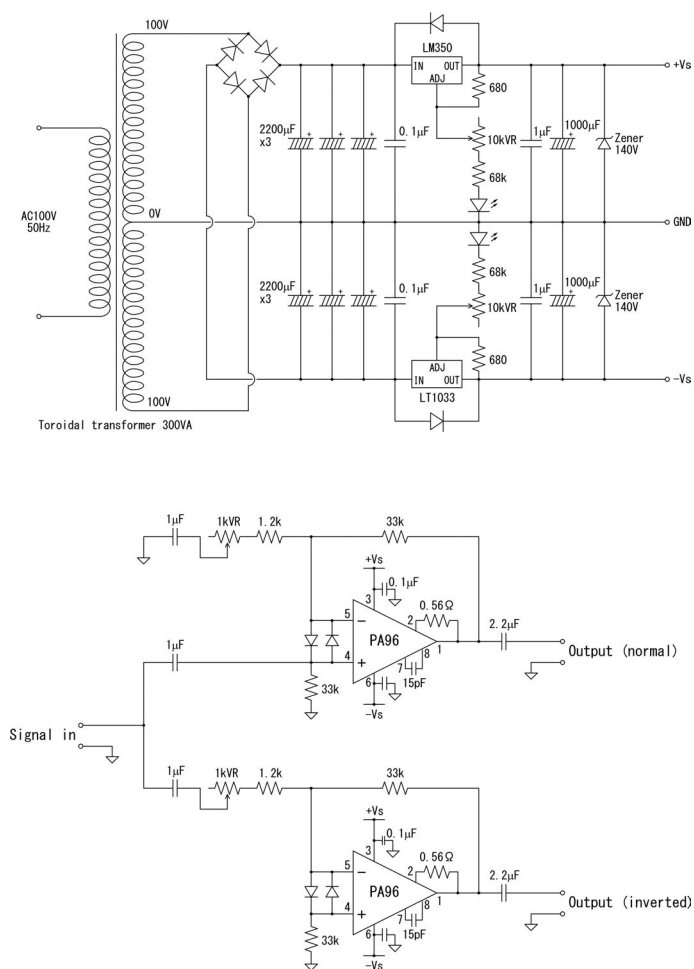 100V
LM350
IN OUT
ADJ
+Vs
680
2200μF
x3
0.1μF
10kVR
1μF
1000μF
Zener
140V
68k
AC100V
50Hz
0V
GND
2200μF
x3
0.1μF
68k
10kVR
1μF
1000μF
Zener
140V
680
ADJ
IN OUT
-Vs
LT1033
100V
Toroidal transformer 300VA
1μF
1kVR
1.2k
33k
+Vs
0.1μF
3
0.56Ω
2
5
-
PA96
2.2μF
1
Output (normal)
1μF
4
+
8
7
15pF
6
33k
-Vs
Signal in
1μF
1kVR
1.2k
33k
+Vs
0.1μF
3
0.56Ω
2
5
-
PA96
2.2μF
1
Output (inverted)
4
+
8
7
15pF
6
33k
-Vs